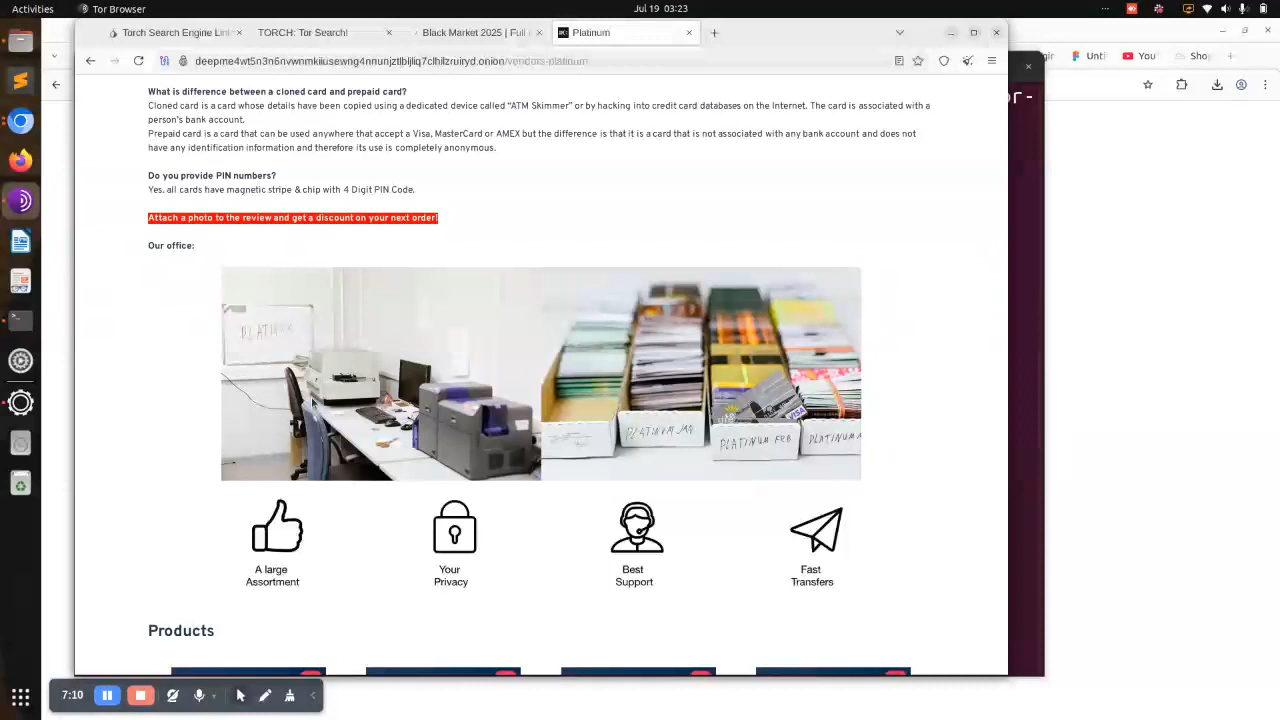 Activities
Tor Browser
Jul 19 03:23
Torch Search Engine Link
TORCH: Tor Search!
Black Market 2025 | Full
Platinum
/vendors-platinum
YouTube
Shop
or-
What is difference between a cloned card and prepaid card?
Cloned card is a card whose details have been copied using a dedicated device called "ATM Skimmer" or by hacking into credit card databases on the Internet. The card is associated with a
person's bank account.
Prepaid card is a card that can be used anywhere that accept a Visa, MasterCard or AMEX but the difference is that it is a card that is not associated with any bank account and does not
have any identification information and therefore its use is completely anonymous.
Do you provide PIN numbers?
Yes. all cards have magnetic stripe & chip with 4 Digit PIN Code.
Attach a photo to the review and get a discount on your next order!
Our office:
PLATINUM
PLATINUM JAN
PLATINUM FEB
VISA
A large
Assortment
Your
Privacy
Best
Support
Fast
Transfers
Products
7:10